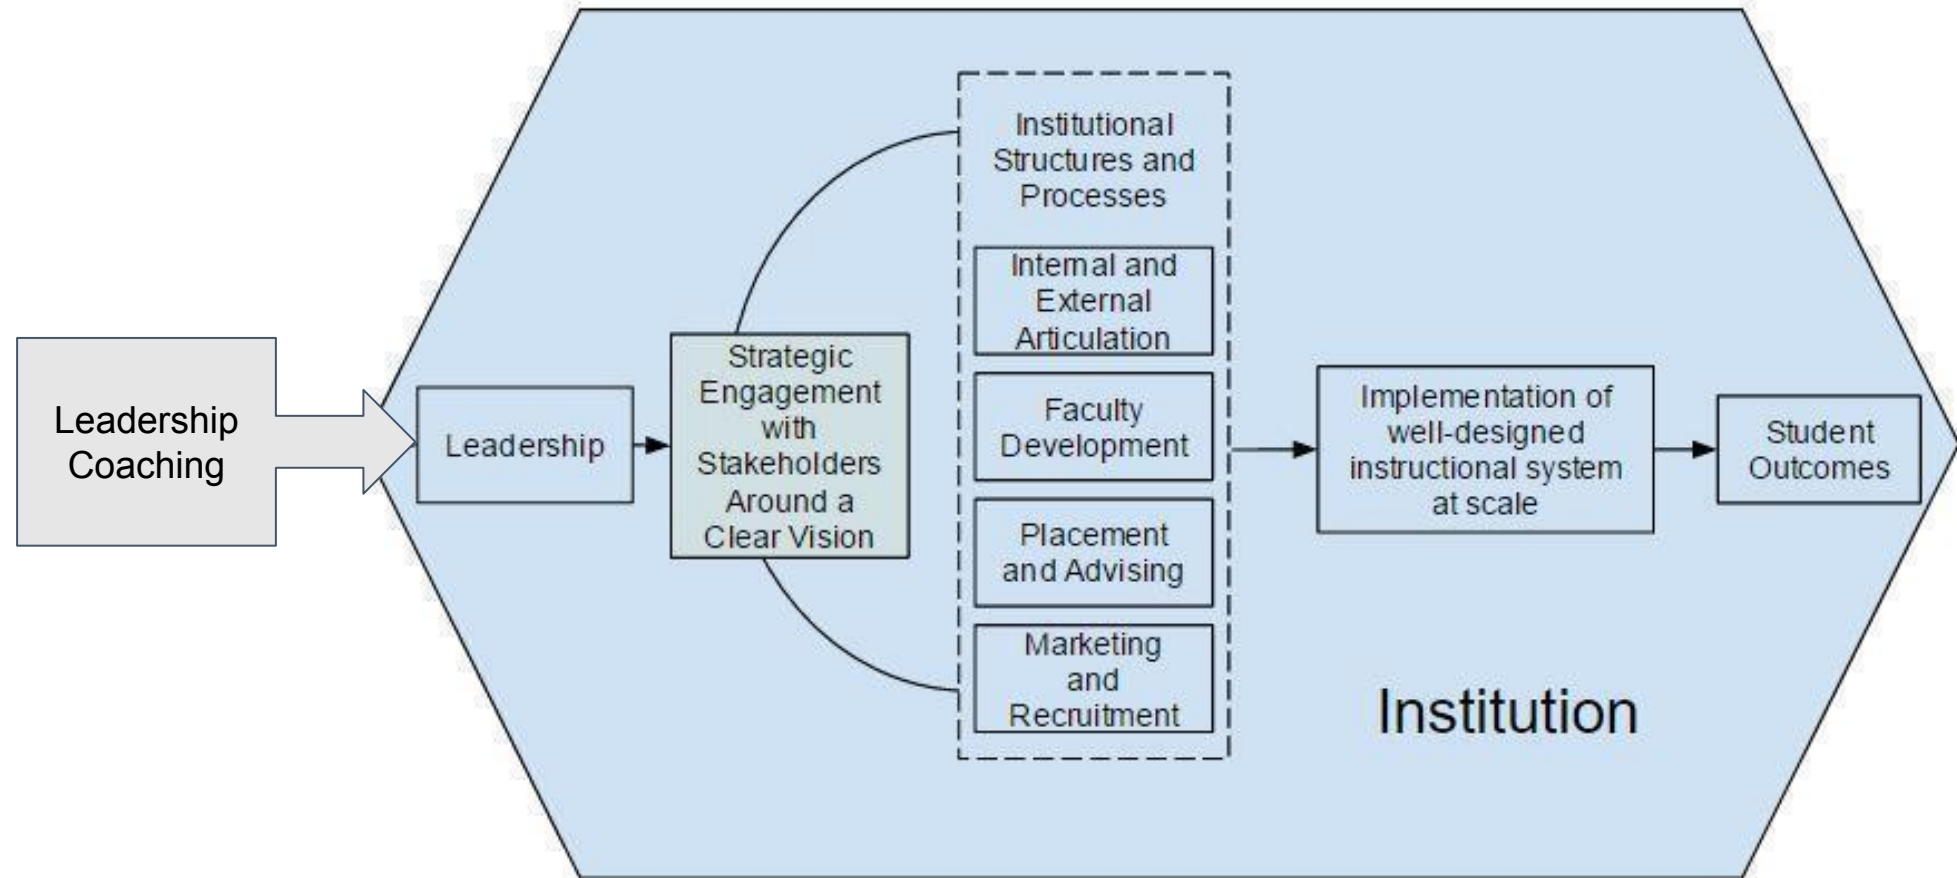 Leadership
Coaching
Leadership
Strategic
Engagement
with
Stakeholders
Around a
Clear Vision
Institutional
Structures and
Processes
Internal and
External
Articulation
Faculty
Development
Placement
and Advising
Marketing
and
Recruitment
Implementation of
well-designed
instructional system
at scale
Student
Outcomes
Institution